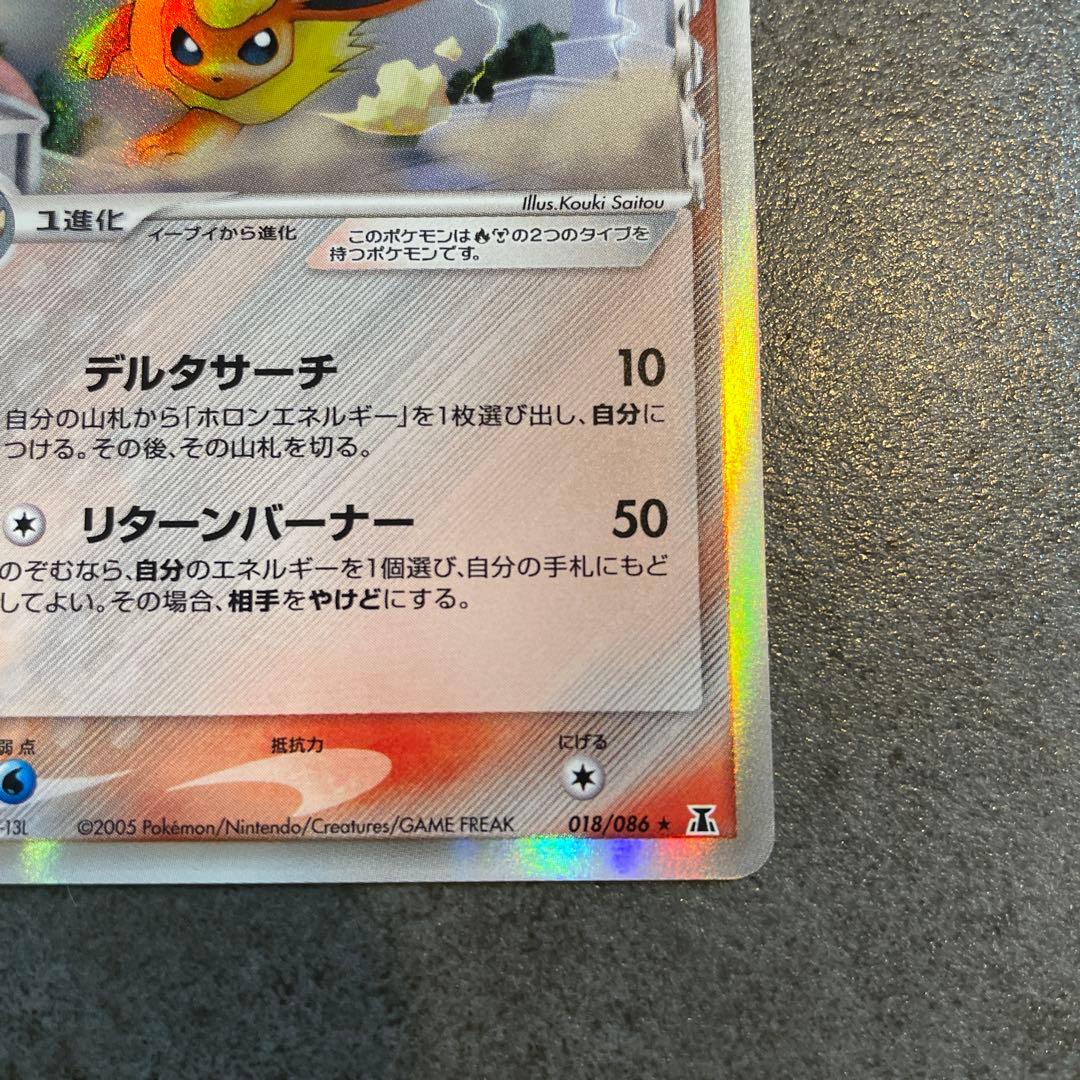 Illus.Kouki Saitou
1進化
イーブイから進化
このポケモンはの2つのタイプを
持つポケモンです。
デルタサーチ 10
自分の山札から「ホロンエネルギー」を1枚選び出し、自分に
つける。その後、その山札を切る。
リターンバーナー 50
のぞむなら、自分のエネルギーを1個選び、自分の手札にもど
してよい。その場合、相手をやけどにする。
弱点 抵抗力 にげる
-13L ©2005 Pokémon/Nintendo/Creatures/GAME FREAK 018/086 ★